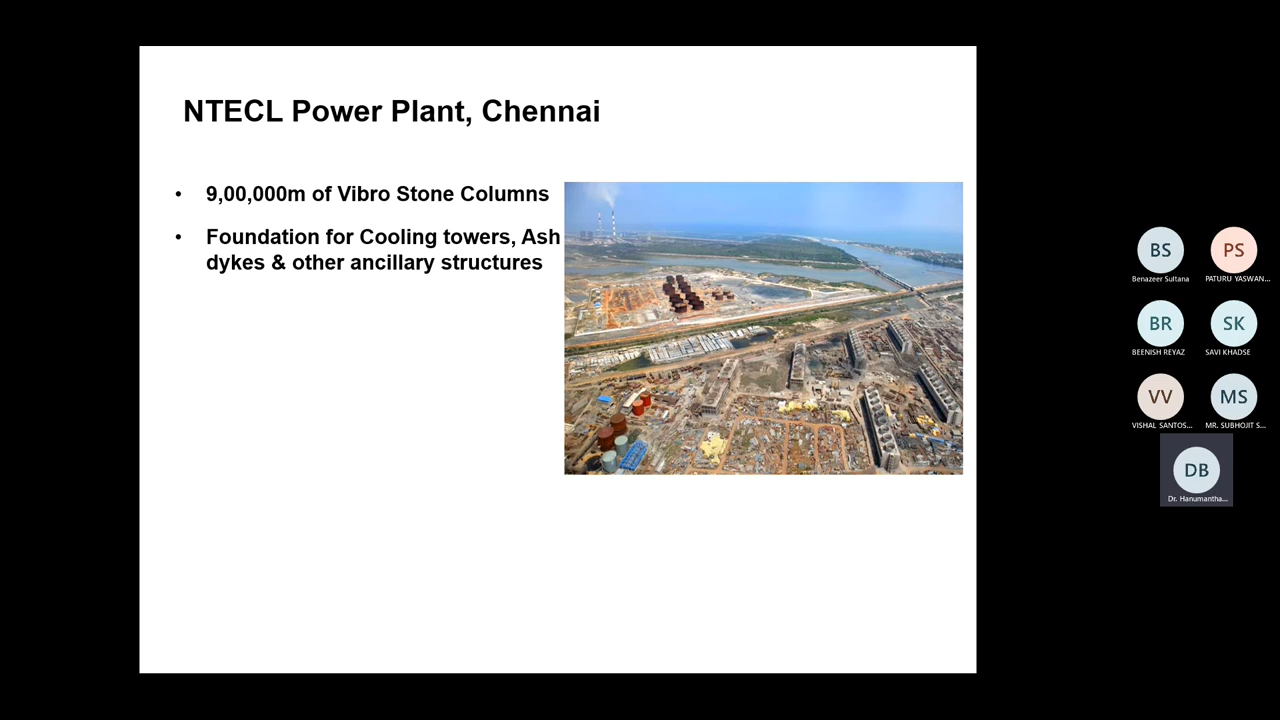 NTECL Power Plant, Chennai
• 9,00,000m of Vibro Stone Columns
• Foundation for Cooling towers, Ash
dykes & other ancillary structures
BS
Benazeer Sultana
PS
PATURU YASWAN...
BR
BEENISH REYAZ
SK
SAVI KHADSE
VV
VISHAL SANTOS...
MS
MR. SUBHOJIT S...
DB
Dr. Hanumantha...